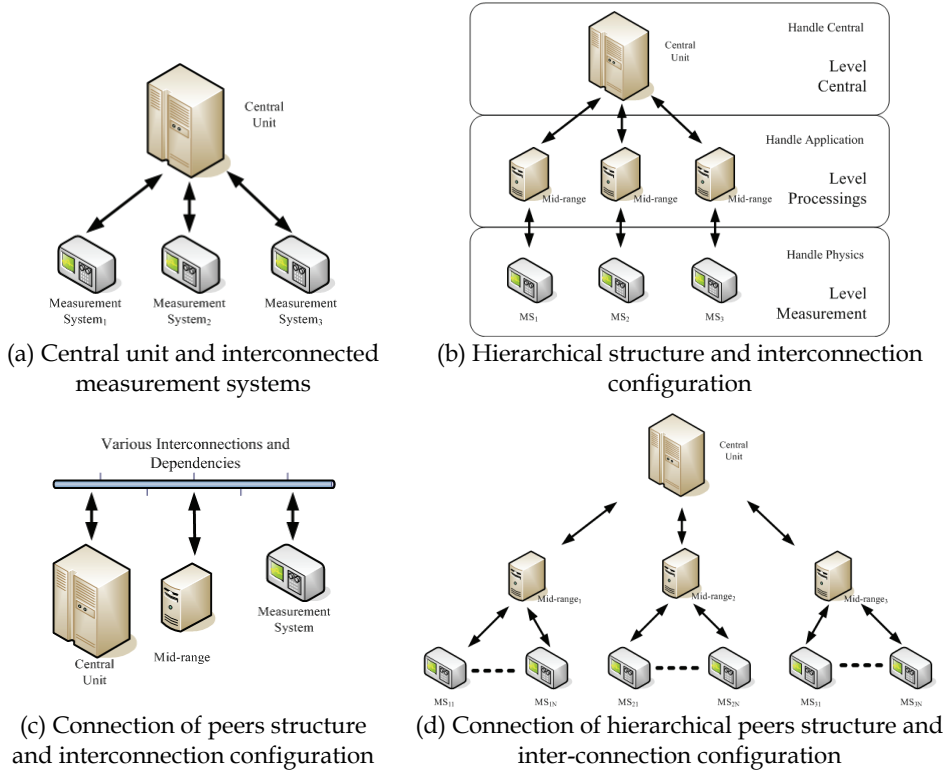 Central
Unit
Measurement
System₁
Measurement
System₂
Measurement
System₃
(a) Central unit and interconnected
measurement systems
Handle Central
Central
Unit
Level
Central
Handle Application
Mid-range
Mid-range
Mid-range
Level
Processings
Handle Physics
Level
Measurement
MS₁
MS₂
MS₃
(b) Hierarchical structure and interconnection
configuration
Various Interconnections and
Dependencies
Central
Unit
Mid-range
Measurement
System
(c) Connection of peers structure
and interconnection configuration
Central
Unit
Mid-range₁
Mid-range₂
Mid-range₃
MS₁₁
MS₁N
MS₂₁
MS₂N
MS₃₁
MS₃N
(d) Connection of hierarchical peers structure and
inter-connection configuration